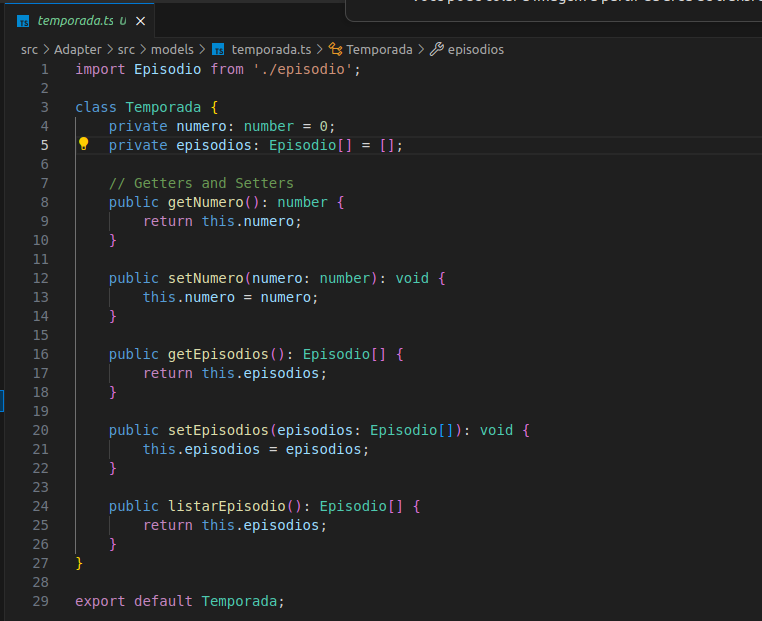 TS temporada.ts U ×
src > Adapter > src > models > TS temporada.ts > Temporada > episodios
1 import Episodio from './episodio';
2
3 class Temporada {
4     private numero: number = 0;
5     private episodios: Episodio[] = [];
6
7     // Getters and Setters
8     public getNumero(): number {
9         return this.numero;
10     }
11
12     public setNumero(numero: number): void {
13         this.numero = numero;
14     }
15
16     public getEpisodios(): Episodio[] {
17         return this.episodios;
18     }
19
20     public setEpisodios(episodios: Episodio[]): void {
21         this.episodios = episodios;
22     }
23
24     public listarEpisodio(): Episodio[] {
25         return this.episodios;
26     }
27 }
28
29 export default Temporada;